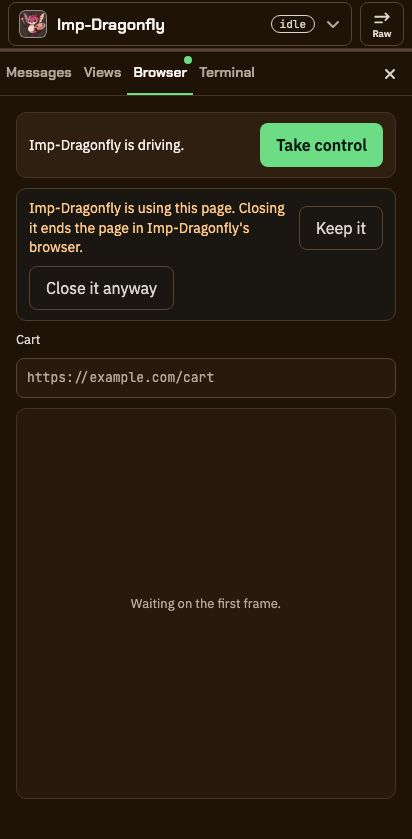 Imp-Dragonfly
idle
Raw
Messages Views Browser Terminal
Imp-Dragonfly is driving.
Take control
Imp-Dragonfly is using this page. Closing
it ends the page in Imp-Dragonfly's
browser.
Keep it
Close it anyway
Cart
https://example.com/cart
Waiting on the first frame.